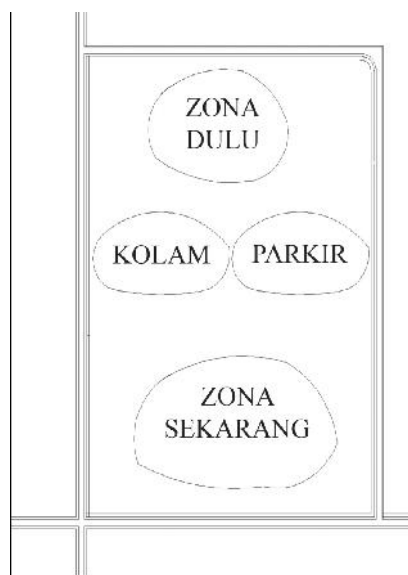 ZONA
DULU
KOLAM
PARKIR
ZONA
SEKARANG